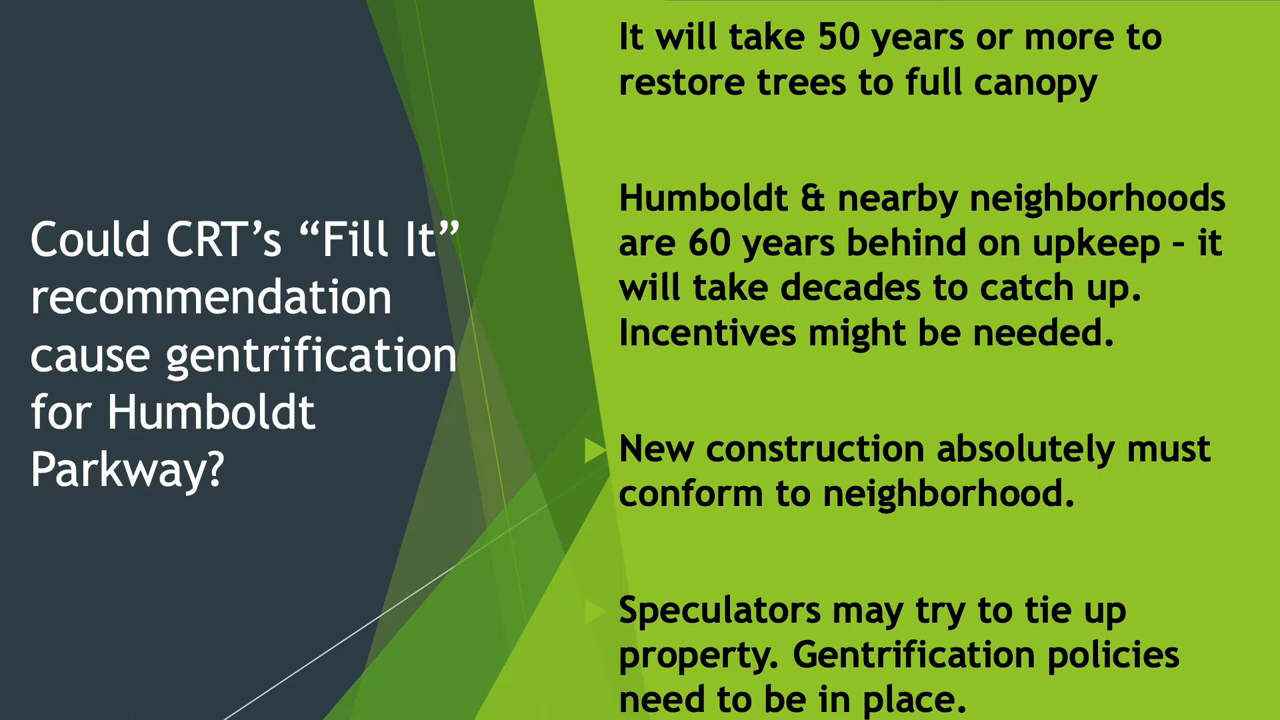 Could CRT’s “Fill It”
recommendation
cause gentrification
for Humboldt
Parkway?
It will take 50 years or more to
restore trees to full canopy
Humboldt & nearby neighborhoods
are 60 years behind on upkeep – it
will take decades to catch up.
Incentives might be needed.
New construction absolutely must
conform to neighborhood.
Speculators may try to tie up
property. Gentrification policies
need to be in place.